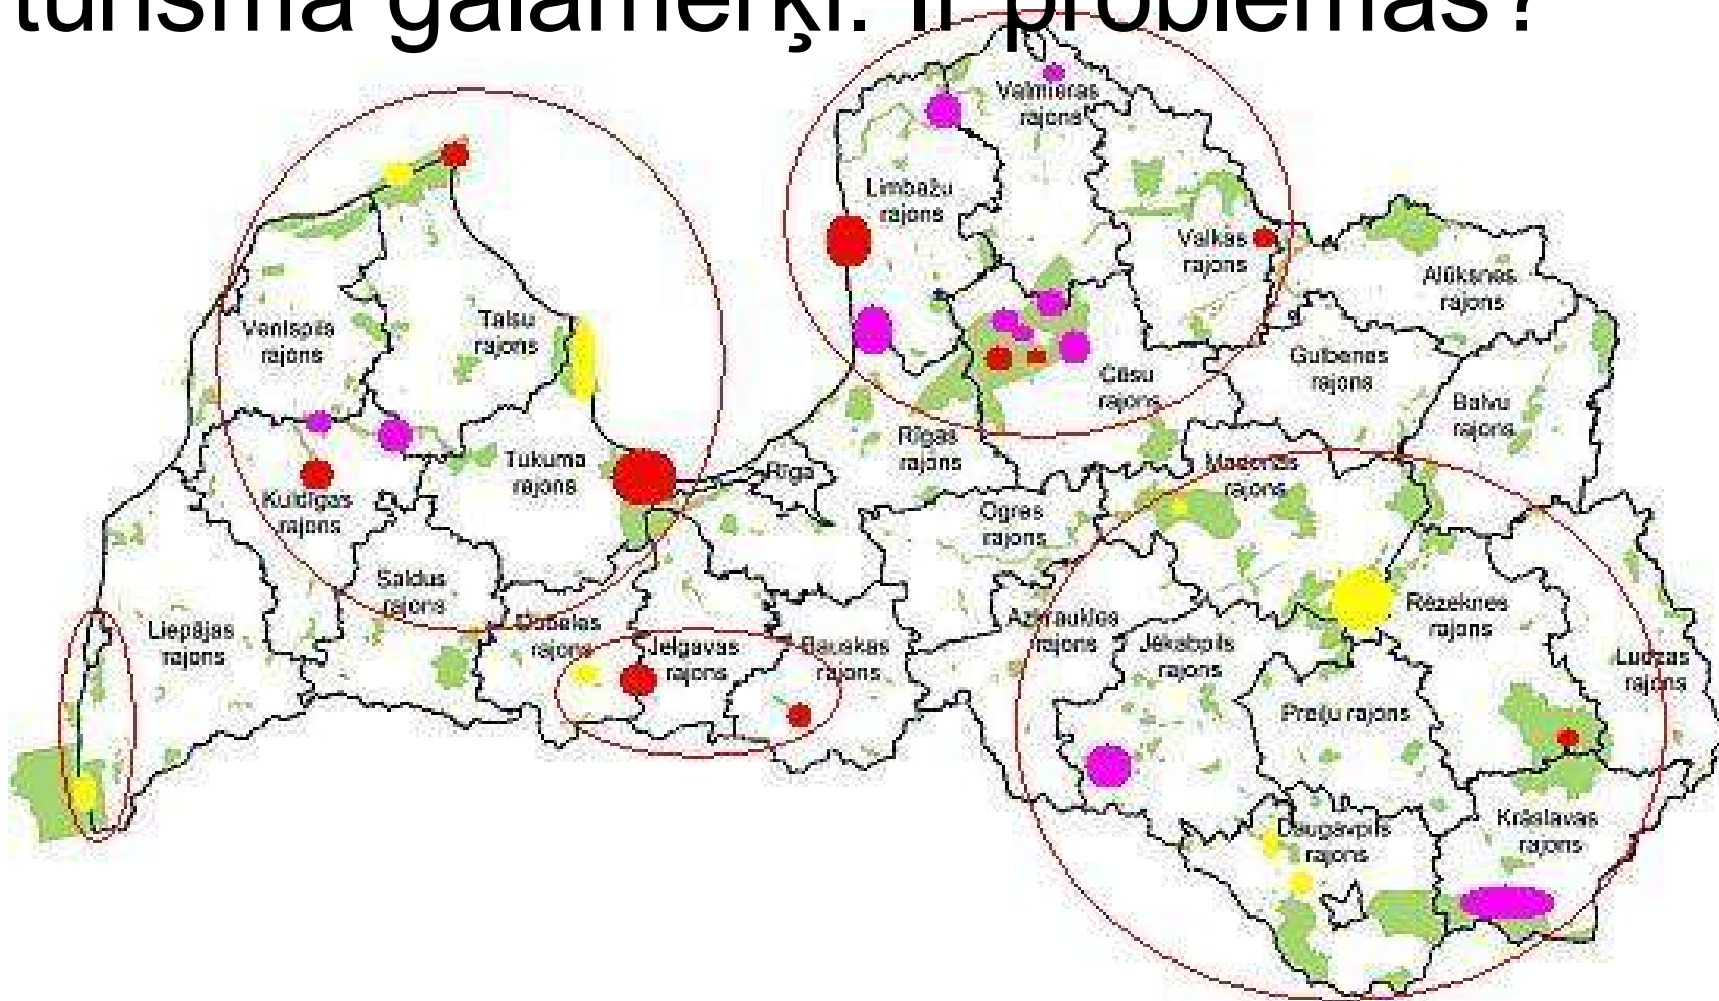 tūrisma galamērķi. Ir problēmas?
Valmieras
rajons
Limbažu
rajons
Valkas
rajons
Alūksnes
rajons
Ventspils
rajons
Talsu
rajons
Gulbenes
rajons
Cēsu
rajons
Balvu
rajons
Rīgas
rajons
Rīga
Tukuma
rajons
Madonas
rajons
Kuldīgas
rajons
Ogres
rajons
Saldus
rajons
Rēzeknes
rajons
Liepājas
rajons
Dobeles
rajons
Jelgavas
rajons
Bauskas
rajons
Aizkraukles
rajons
Jēkabpils
rajons
Ludzas
rajons
Preiļu rajons
Daugavpils
rajons
Krāslavas
rajons